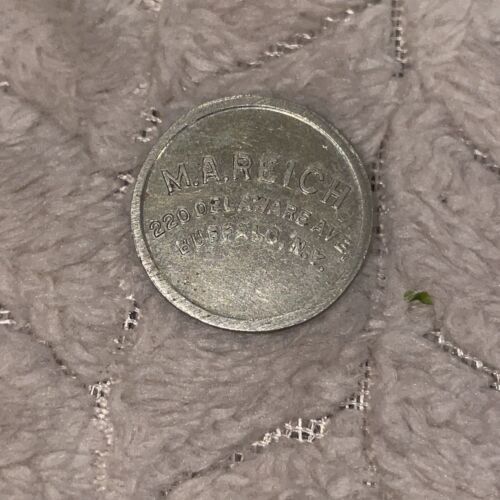 M.A.REICH
220 DELAWARE AVE.
BUFFALO, N.Y.